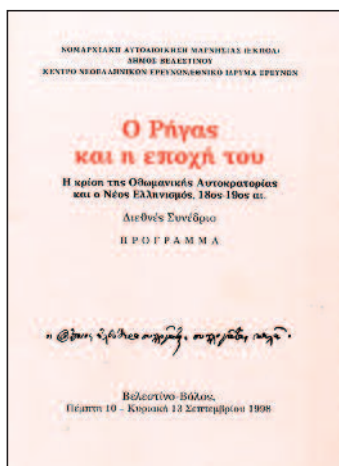 ΝΟΜΑΡΧΙΑΚΗ ΑΥΤΟΔΙΟΙΚΗΣΗ ΜΑΓΝΗΣΙΑΣ (ΕΚΠΟΛ)
ΔΗΜΟΣ ΒΕΛΕΣΤΙΝΟΥ
ΚΕΝΤΡΟ ΝΕΟΕΛΛΗΝΙΚΩΝ ΕΡΕΥΝΩΝ/ΕΘΝΙΚΟ ΙΔΡΥΜΑ ΕΡΕΥΝΩΝ
Ο Ρήγας
και η εποχή του
Η κρίση της Οθωμανικής Αυτοκρατορίας
και ο Νέος Ελληνισμός, 18ος-19ος αι.
Διεθνές Συνέδριο
ΠΡΟΓΡΑΜΜΑ
Βελεστίνο-Βόλος,
Πέμπτη 10 - Κυριακή 13 Σεπτεμβρίου 1998